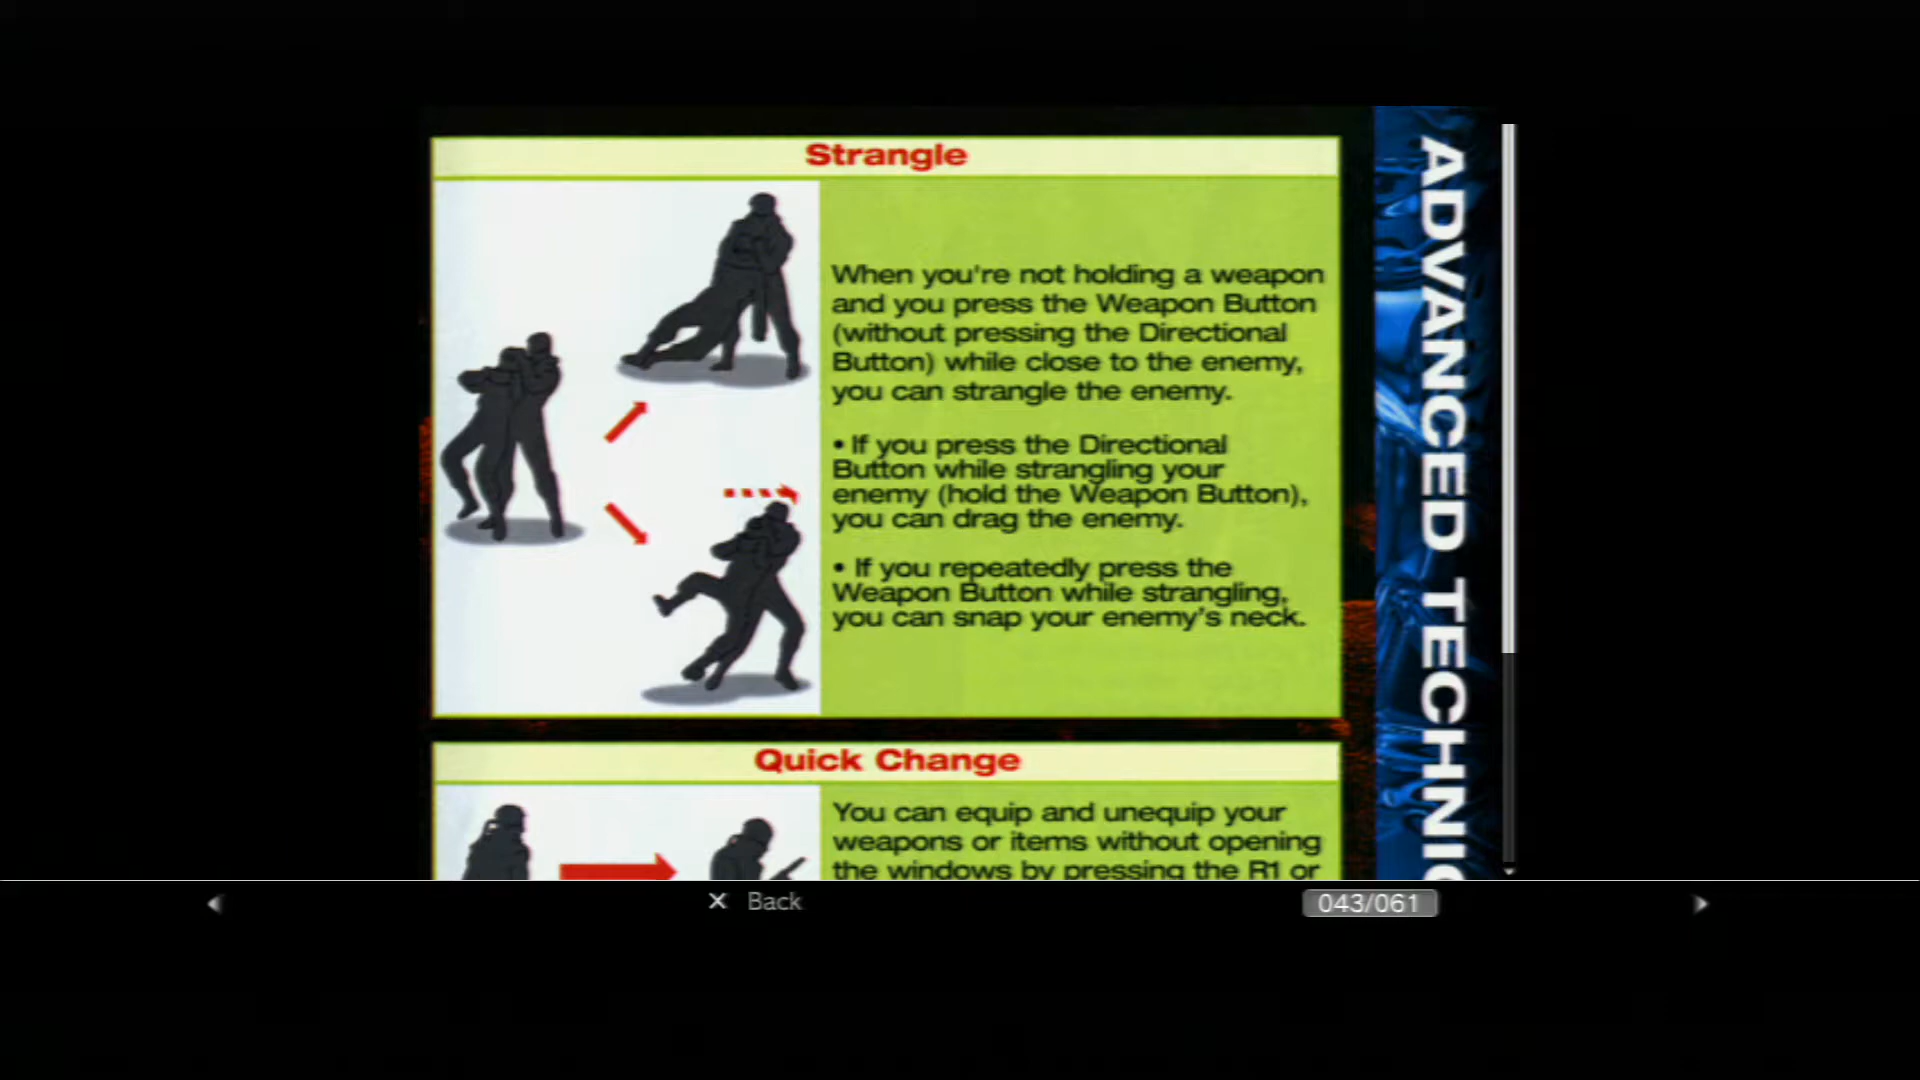 Strangle
When you're not holding a weapon
and you press the Weapon Button
(without pressing the Directional
Button) while close to the enemy,
you can strangle the enemy.
• If you press the Directional
Button while strangling your
enemy (hold the Weapon Button),
you can drag the enemy.
• If you repeatedly press the
Weapon Button while strangling,
you can snap your enemy's neck.
Quick Change
You can equip and unequip your
weapons or items without opening
the windows by pressing the R1 or
ADVANCED TECHNIC
Back
043/061